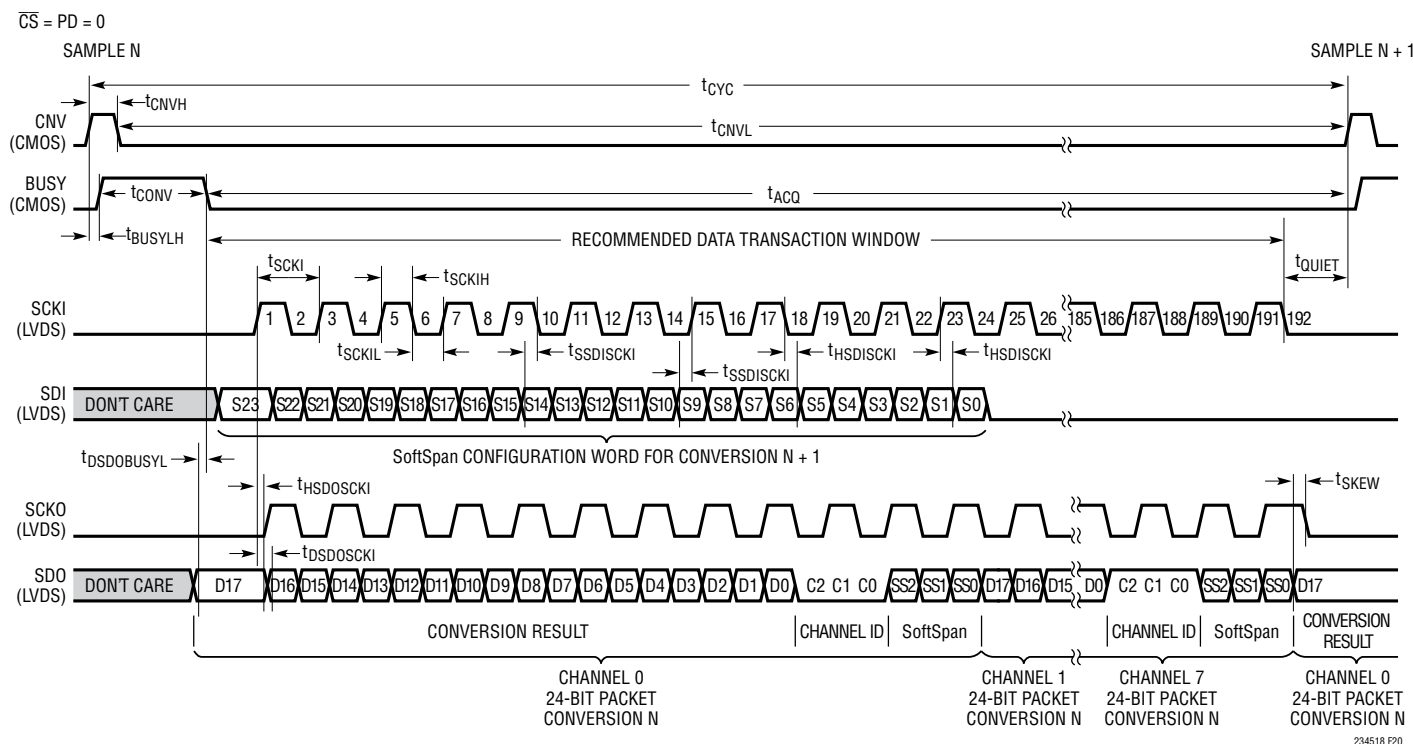 CS = PD = 0
SAMPLE N
SAMPLE N + 1
tCYC
tCNVH
CNV
(CMOS)
tCNVL
BUSY
(CMOS)
tCONV
tACQ
tBUSYLH
RECOMMENDED DATA TRANSACTION WINDOW
tSCKI
tSCKIH
tQUIET
SCKI
(LVDS)
1 2 3 4 5 6 7 8 9 10 11 12 13 14 15 16 17 18 19 20 21 22 23 24 25 26 185 186 187 188 189 190 191 192
tSCKIL
tSSDISCKI
tHSDISCKI
tHSDISCKI
tSSDISCKI
SDI
(LVDS)
DON'T CARE S23 S22 S21 S20 S19 S18 S17 S16 S15 S14 S13 S12 S11 S10 S9 S8 S7 S6 S5 S4 S3 S2 S1 S0
SoftSpan CONFIGURATION WORD FOR CONVERSION N + 1
tDSDOBUSYL
tHSDOSCKI
tSKEW
SCKO
(LVDS)
tDSDOSCKI
SDO
(LVDS)
DON'T CARE D17 D16 D15 D14 D13 D12 D11 D10 D9 D8 D7 D6 D5 D4 D3 D2 D1 D0 C2 C1 C0 SS2 SS1 SS0 D17 D16 D15 D0 C2 C1 C0 SS2 SS1 SS0 D17
CONVERSION RESULT
CHANNEL ID
SoftSpan
CHANNEL ID
SoftSpan
CONVERSION
RESULT
CHANNEL 0
24-BIT PACKET
CONVERSION N
CHANNEL 1
24-BIT PACKET
CONVERSION N
CHANNEL 7
24-BIT PACKET
CONVERSION N
CHANNEL 0
24-BIT PACKET
CONVERSION N
234518 F20